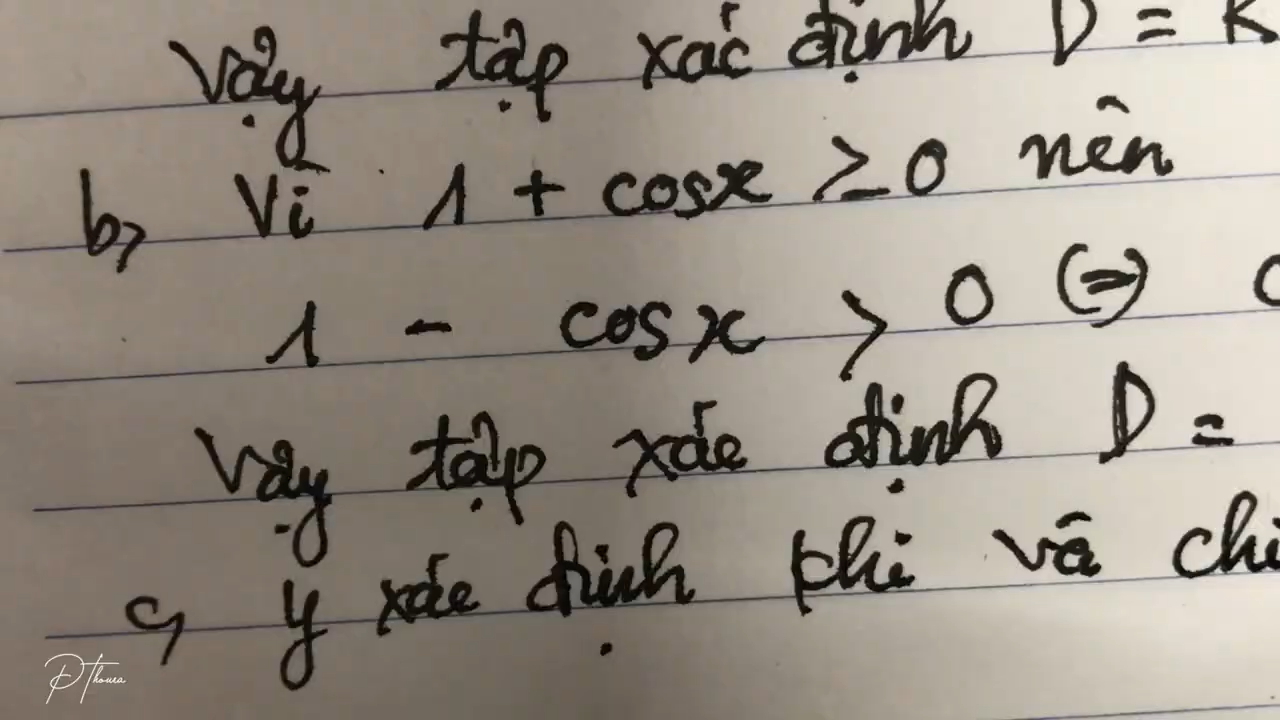 Vậy tập xác định D = R
b, Vì 1 + cosx ≥ 0 nên
1 - cosx > 0 (=)
Vậy tập xác định D =
c, y xác định khi và chỉ
PThoura